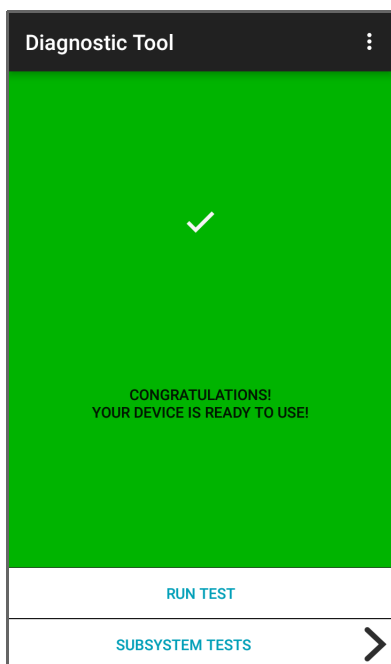 Diagnostic Tool
CONGRATULATIONS!
YOUR DEVICE IS READY TO USE!
RUN TEST
SUBSYSTEM TESTS